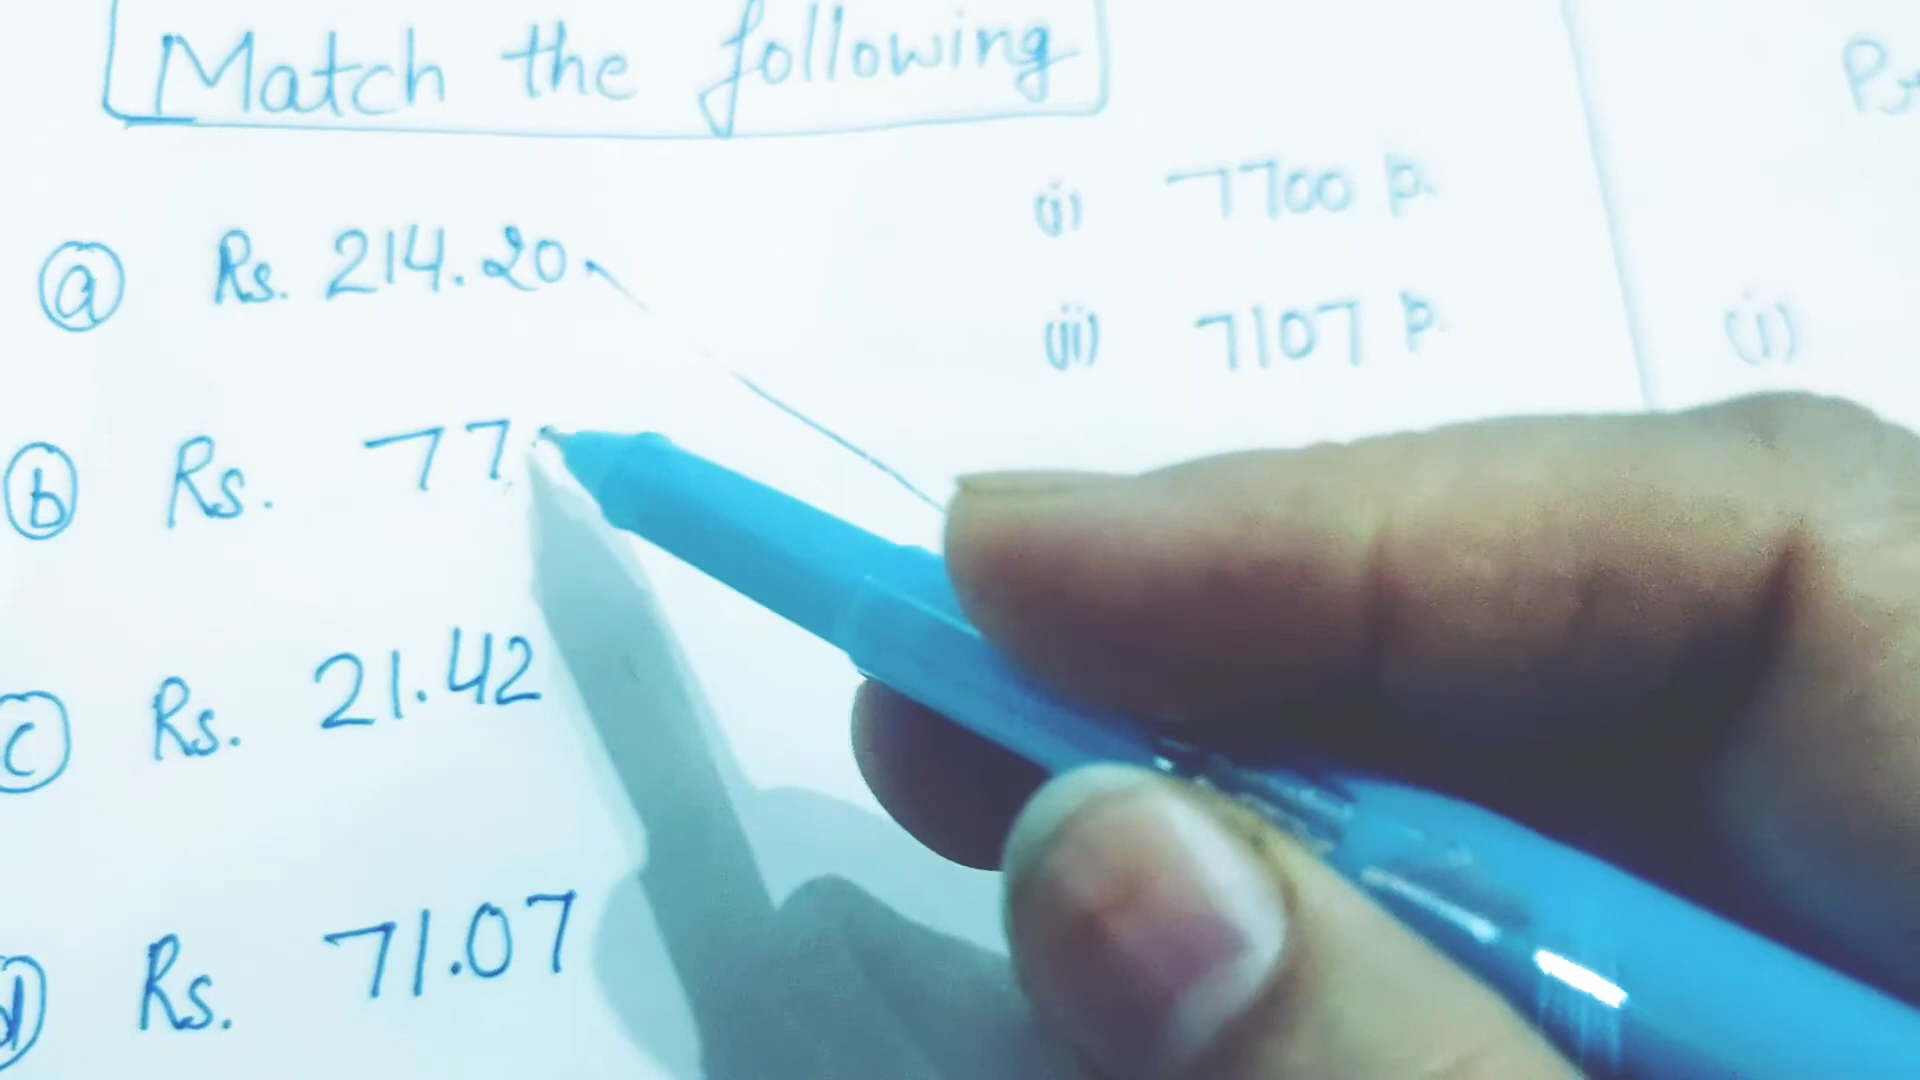 Match the following
(i) 7700 p.
a Rs. 214.20
(ii) 7107 p.
(i)
b Rs. 77
c Rs. 21.42
d Rs. 71.07